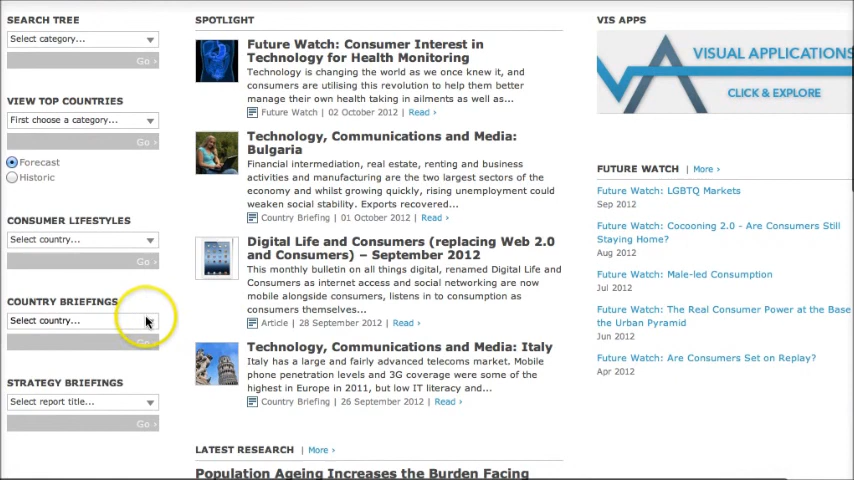 SEARCH TREE
Select category...
Go ›
VIEW TOP COUNTRIES
First choose a category...
Go ›
Forecast
Historic
CONSUMER LIFESTYLES
Select country...
Go ›
COUNTRY BRIEFINGS
Select country...
Go ›
STRATEGY BRIEFINGS
Select report title...
Go ›
SPOTLIGHT
Future Watch: Consumer Interest in
Technology for Health Monitoring
Technology is changing the world as we once knew it, and
consumers are utilising this revolution to help them better
manage their own health taking in ailments as well as...
Future Watch | 02 October 2012 | Read ›
Technology, Communications and Media:
Bulgaria
Financial intermediation, real estate, renting and business
activities and manufacturing are the two largest sectors of the
economy and whilst growing quickly, rising unemployment could
weaken social stability. Exports recovered...
Country Briefing | 01 October 2012 | Read ›
Digital Life and Consumers (replacing Web 2.0
and Consumers) – September 2012
This monthly bulletin on all things digital, renamed Digital Life and
Consumers as internet access and social networking are now
mobile alongside consumers, listens in to consumption as
consumers themselves...
Article | 28 September 2012 | Read ›
Technology, Communications and Media: Italy
Italy has a large and fairly advanced telecoms market. Mobile
phone penetration levels and 3G coverage were some of the
highest in Europe in 2011, but low IT literacy and...
Country Briefing | 26 September 2012 | Read ›
LATEST RESEARCH | More ›
Population Ageing Increases the Burden Facing
VIS APPS
VISUAL APPLICATIONS
CLICK & EXPLORE
FUTURE WATCH | More ›
Future Watch: LGBTQ Markets
Sep 2012
Future Watch: Cocooning 2.0 - Are Consumers Still
Staying Home?
Aug 2012
Future Watch: Male-led Consumption
Jul 2012
Future Watch: The Real Consumer Power at the Base
the Urban Pyramid
Jun 2012
Future Watch: Are Consumers Set on Replay?
Apr 2012